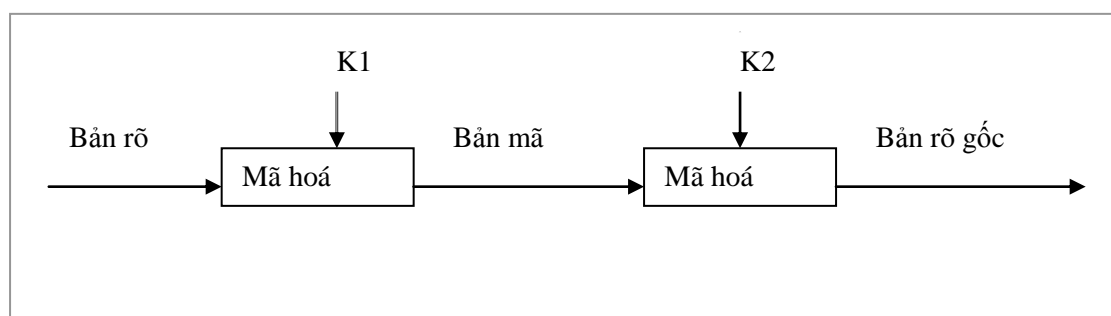 K1
K2
Bản rõ
Bản mã
Bản rõ gốc
Mã hoá
Mã hoá